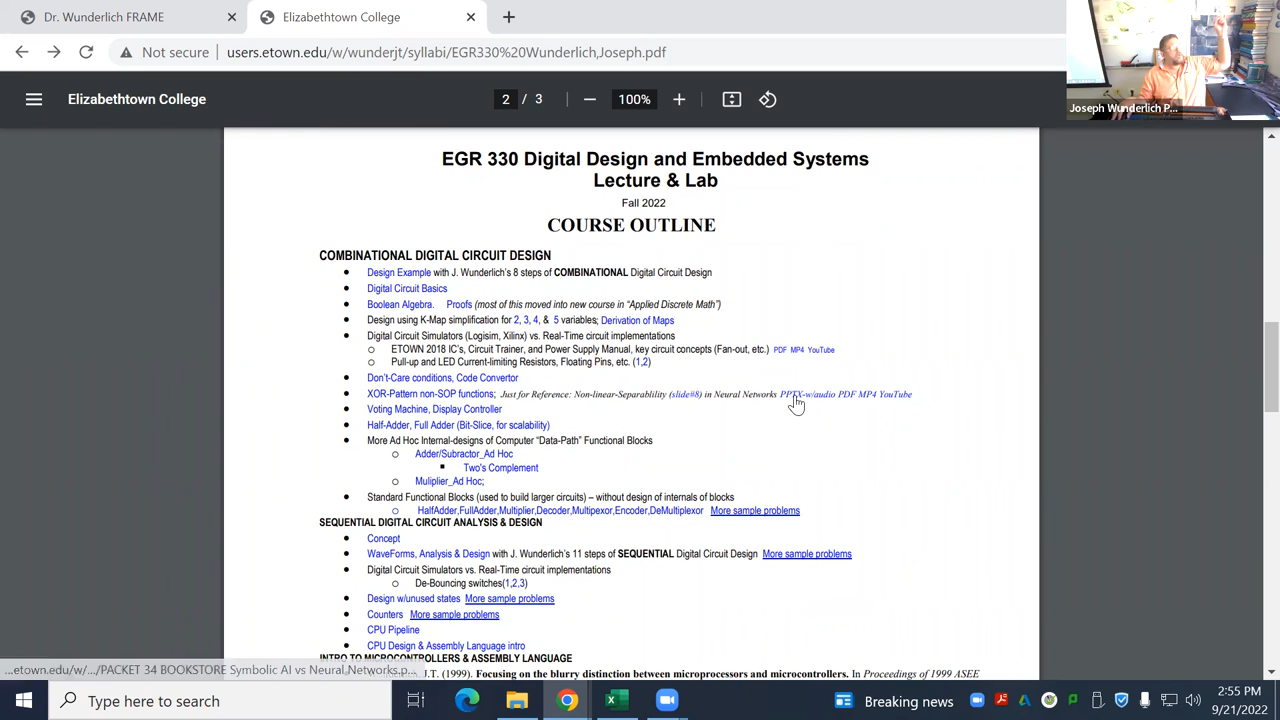 Dr. Wunderlich FRAME
Elizabethtown College
Not secure
users.etown.edu/w/wunderjt/syllabi/EGR330%20Wunderlich,Joseph.pdf
Elizabethtown College
2 / 3
100%
Joseph Wunderlich P...
EGR 330 Digital Design and Embedded Systems
Lecture & Lab
Fall 2022
COURSE OUTLINE
COMBINATIONAL DIGITAL CIRCUIT DESIGN
Design Example with J. Wunderlich's 8 steps of COMBINATIONAL Digital Circuit Design
Digital Circuit Basics
Boolean Algebra. Proofs (most of this moved into new course in "Applied Discrete Math")
Design using K-Map simplification for 2, 3, 4, & 5 variables; Derivation of Maps
Digital Circuit Simulators (Logisim, Xilinx) vs. Real-Time circuit implementations
ETOWN 2018 IC's, Circuit Trainer, and Power Supply Manual, key circuit concepts (Fan-out, etc.) PDF MP4 YouTube
Pull-up and LED Current-limiting Resistors, Floating Pins, etc. (1,2)
Don't-Care conditions, Code Convertor
XOR-Pattern non-SOP functions; Just for Reference: Non-linear-Separablility (slide#8) in Neural Networks PPTX-w/audio PDF MP4 YouTube
Voting Machine, Display Controller
Half-Adder, Full Adder (Bit-Slice, for scalability)
More Ad Hoc Internal-designs of Computer "Data-Path" Functional Blocks
Adder/Subractor_Ad Hoc
Two's Complement
Muliplier_Ad Hoc;
Standard Functional Blocks (used to build larger circuits) – without design of internals of blocks
HalfAdder,FullAdder,Multiplier,Decoder,Multipexor,Encoder,DeMultiplexor More sample problems
SEQUENTIAL DIGITAL CIRCUIT ANALYSIS & DESIGN
Concept
WaveForms, Analysis & Design with J. Wunderlich's 11 steps of SEQUENTIAL Digital Circuit Design More sample problems
Digital Circuit Simulators vs. Real-Time circuit implementations
De-Bouncing switches(1,2,3)
Design w/unused states More sample problems
Counters More sample problems
CPU Pipeline
CPU Design & Assembly Language intro
INTRO TO MICROCONTROLLERS & ASSEMBLY LANGUAGE
J.T. (1999). Focusing on the blurry distinction between microprocessors and microcontrollers. In Proceedings of 1999 ASEE
...etown.edu/w/.../PACKET 34 BOOKSTORE Symbolic AI vs Neural Networks.p...
Type here to search
Breaking news
2:55 PM
9/21/2022